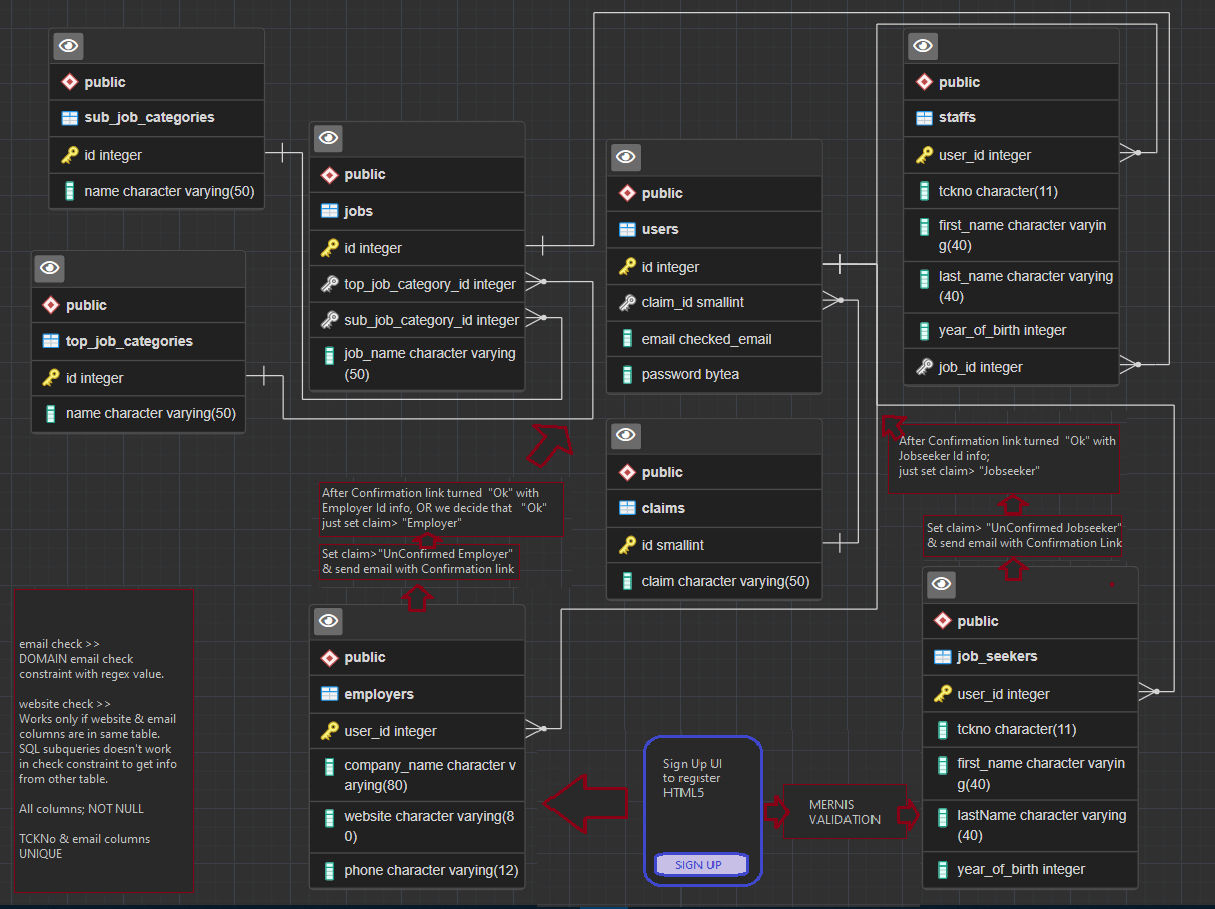 public
sub_job_categories
id integer
name character varying(50)
public
top_job_categories
id integer
name character varying(50)
public
jobs
id integer
top_job_category_id integer
sub_job_category_id integer
job_name character varying
(50)
public
users
id integer
claim_id smallint
email checked_email
password bytea
public
staffs
user_id integer
tckno character(11)
first_name character varyin
g(40)
last_name character varying
(40)
year_of_birth integer
job_id integer
public
claims
id smallint
claim character varying(50)
After Confirmation link turned "Ok" with
Employer Id info, OR we decide that "Ok"
just set claim> "Employer"
Set claim>"UnConfirmed Employer"
& send email with Confirmation link
After Confirmation link turned "Ok" with
Jobseeker Id info;
just set claim> "Jobseeker"
Set claim> "UnConfirmed Jobseeker"
& send email with Confirmation Link
email check >>
DOMAIN email check
constraint with regex value.
website check >>
Works only if website & email
columns are in same table.
SQL subqueries doesn't work
in check constraint to get info
from other table.
All columns; NOT NULL
TCKNo & email columns
UNIQUE
public
employers
user_id integer
company_name character v
arying(80)
website character varying(8
0)
phone character varying(12)
Sign Up UI
to register
HTML5
SIGN UP
MERNIS
VALIDATION
public
job_seekers
user_id integer
tckno character(11)
first_name character varyin
g(40)
lastName character varying
(40)
year_of_birth integer